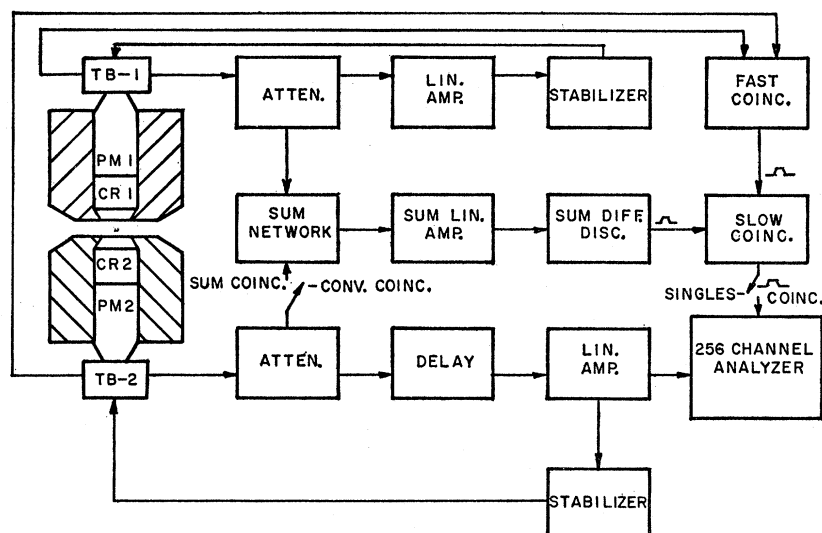 TB-1
ATTEN.
LIN.
AMP.
STABILIZER
FAST
COINC.
PM1
CR1
SUM
NETWORK
SUM LIN.
AMP.
SUM DIFF.
DISC.
SLOW
COINC.
CR2
PM2
SUM COINC.
-CONV. COINC.
SINGLES-
COINC.
TB-2
ATTEN.
DELAY
LIN.
AMP.
256 CHANNEL
ANALYZER
STABILIZER